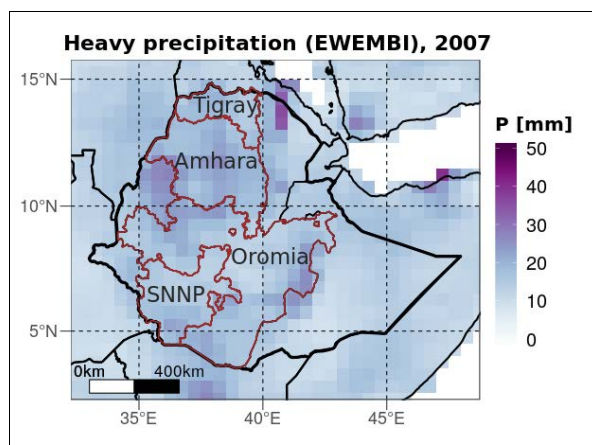 Heavy precipitation (EWEMBI), 2007
15°N
10°N
5°N
Tigray
Amhara
Oromia
SNNP
0km 400km
35°E 40°E 45°E
P [mm]
50
40
30
20
10
0